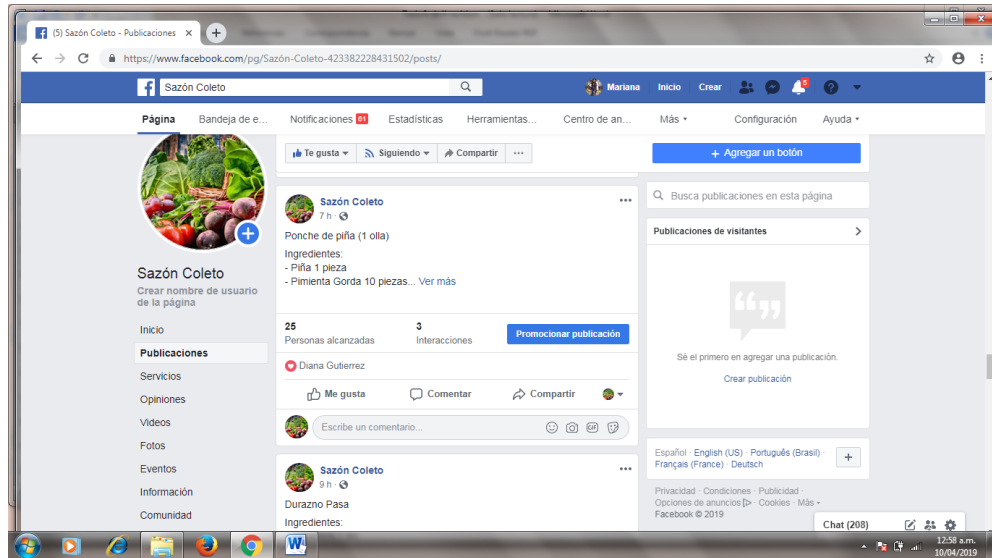 (5) Sazón Coleto - Publicaciones
https://www.facebook.com/pg/Sazón-Coleto-423382228431502/posts/
Sazón Coleto
Mariana Inicio Crear 5
Página Bandeja de e... Notificaciones 61 Estadísticas Herramientas... Centro de an... Más Configuración Ayuda
Te gusta Siguiendo Compartir ...
+ Agregar un botón
Sazón Coleto
Crear nombre de usuario
de la página
Inicio
Publicaciones
Servicios
Opiniones
Videos
Fotos
Eventos
Información
Comunidad
Sazón Coleto
7 h ·
Ponche de piña (1 olla)
Ingredientes:
- Piña 1 pieza
- Pimienta Gorda 10 piezas... Ver más
25 3
Personas alcanzadas Interacciones
Promocionar publicación
Diana Gutierrez
Me gusta Comentar Compartir
Escribe un comentario...
GIF
Sazón Coleto
9 h ·
Durazno Pasa
Ingredientes:
Busca publicaciones en esta página
Publicaciones de visitantes
Sé el primero en agregar una publicación.
Crear publicación
Español · English (US) · Português (Brasil) ·
Français (France) · Deutsch
Privacidad · Condiciones · Publicidad ·
Opciones de anuncios · Cookies · Más
Facebook © 2019
Chat (208)
12:58 a.m.
10/04/2019